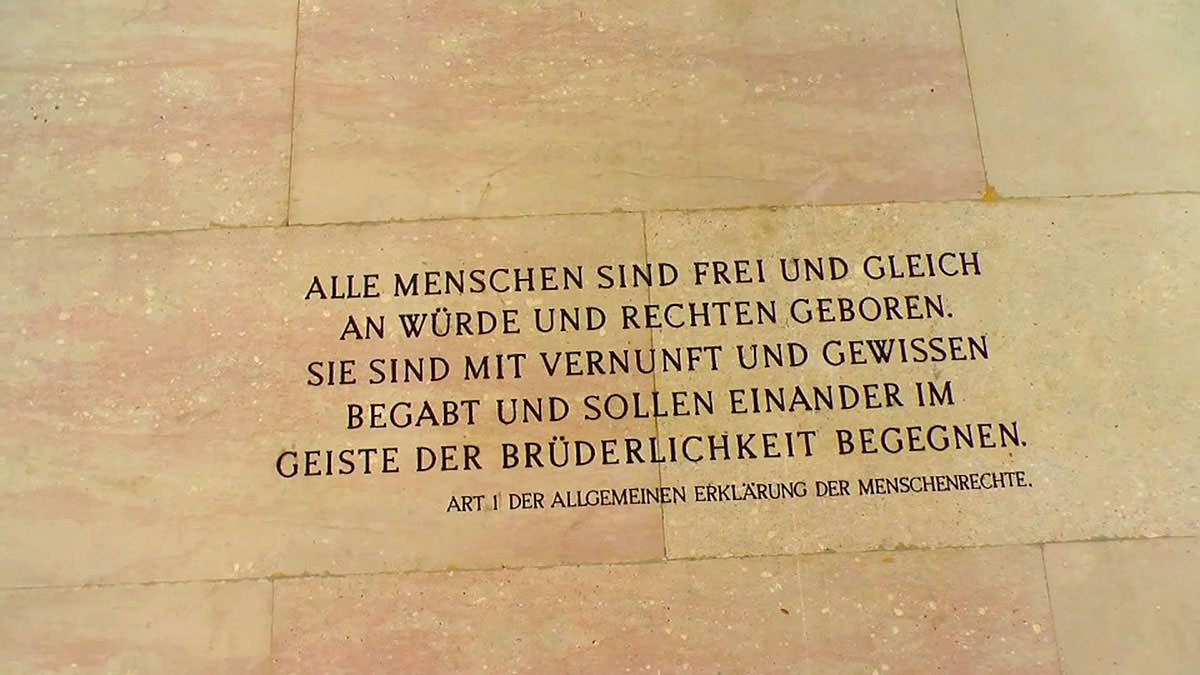 ALLE MENSCHEN SIND FREI UND GLEICH
AN WÜRDE UND RECHTEN GEBOREN.
SIE SIND MIT VERNUNFT UND GEWISSEN
BEGABT UND SOLLEN EINANDER IM
GEISTE DER BRÜDERLICHKEIT BEGEGNEN.
ART 1 DER ALLGEMEINEN ERKLÄRUNG DER MENSCHENRECHTE.